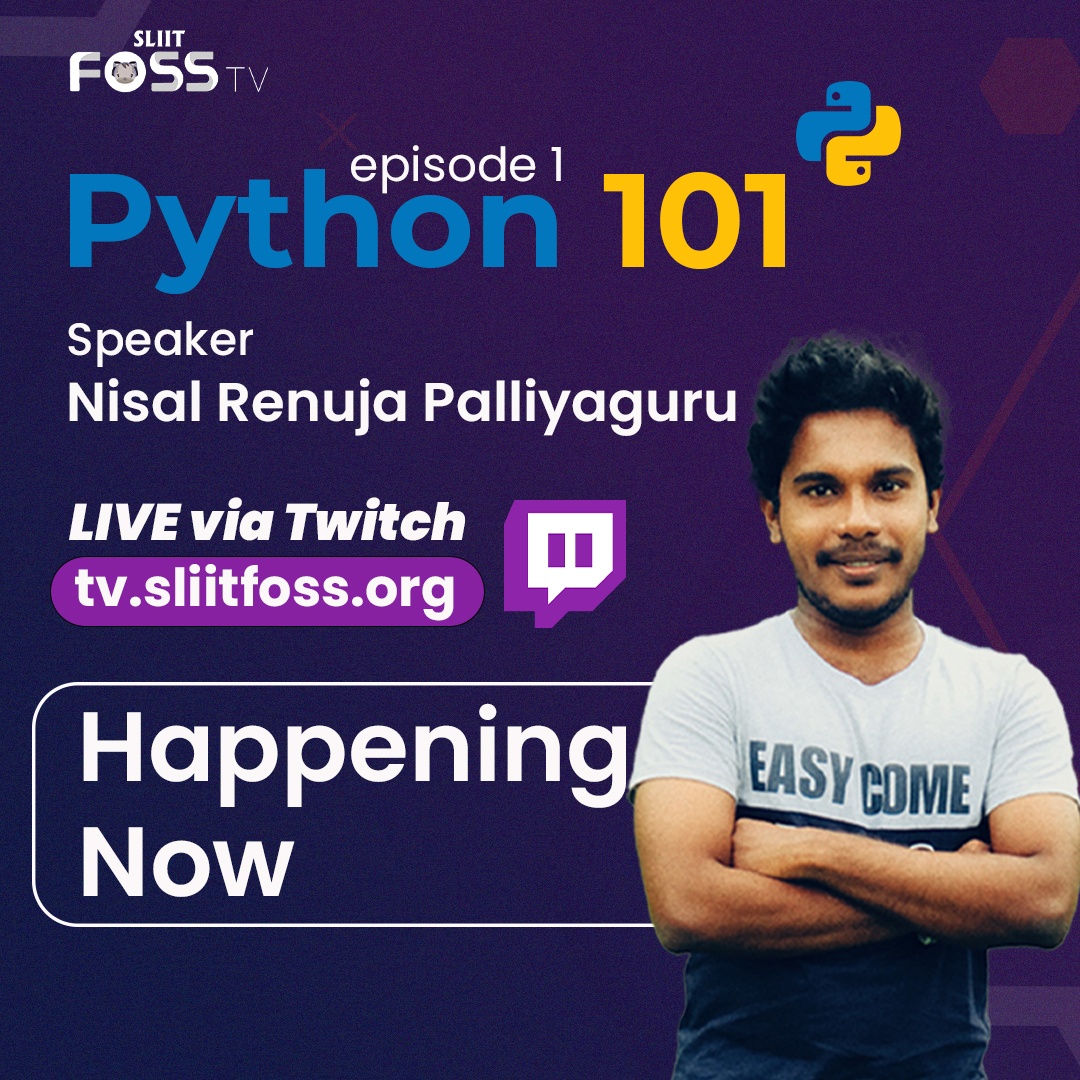 SLIIT
FOSS TV
episode 1
Python 101
Speaker
Nisal Renuja Palliyaguru
LIVE via Twitch
tv.sliitfoss.org
Happening
Now
EASY COME